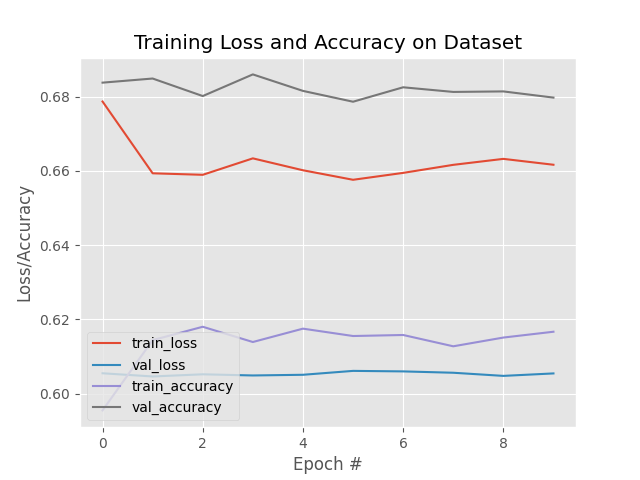 Training Loss and Accuracy on Dataset
Loss/Accuracy
0.68
0.66
0.64
0.62
0.60
train_loss
val_loss
train_accuracy
val_accuracy
0 2 4 6 8
Epoch #